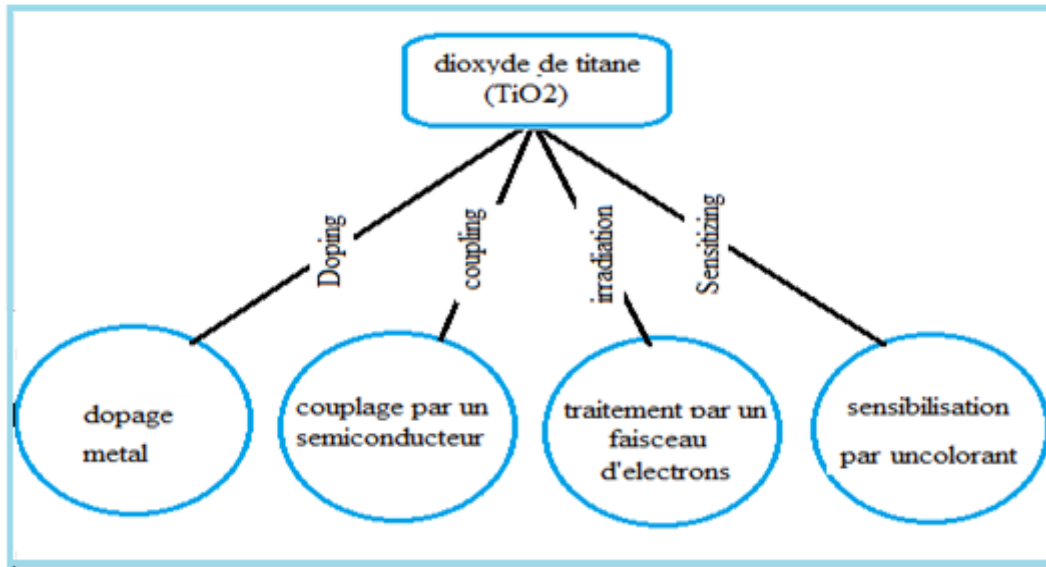 dioxyde de titane
(TiO2)
Doping
coupling
irradiation
Sensitizing
dopage
metal
couplage par un
semiconducteur
traitement par un
faisceau
d'electrons
sensibilisation
par uncolorant